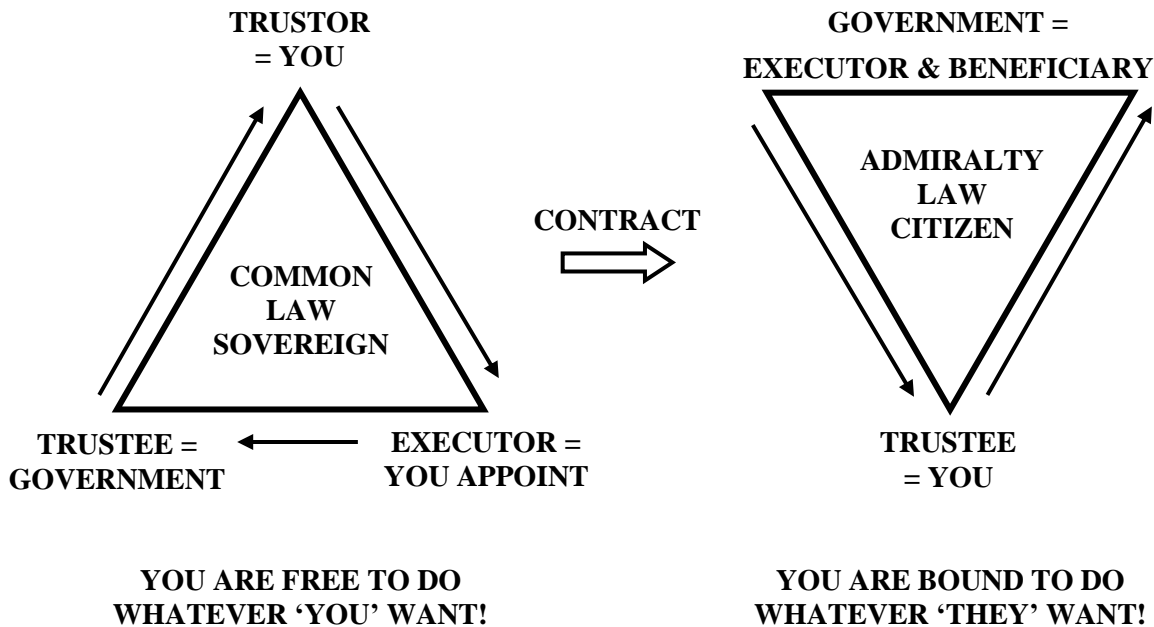 TRUSTOR
= YOU
COMMON
LAW
SOVEREIGN
TRUSTEE =
GOVERNMENT
EXECUTOR =
YOU APPOINT
YOU ARE FREE TO DO
WHATEVER ‘YOU’ WANT!
CONTRACT
GOVERNMENT =
EXECUTOR & BENEFICIARY
ADMIRALTY
LAW
CITIZEN
TRUSTEE
= YOU
YOU ARE BOUND TO DO
WHATEVER ‘THEY’ WANT!